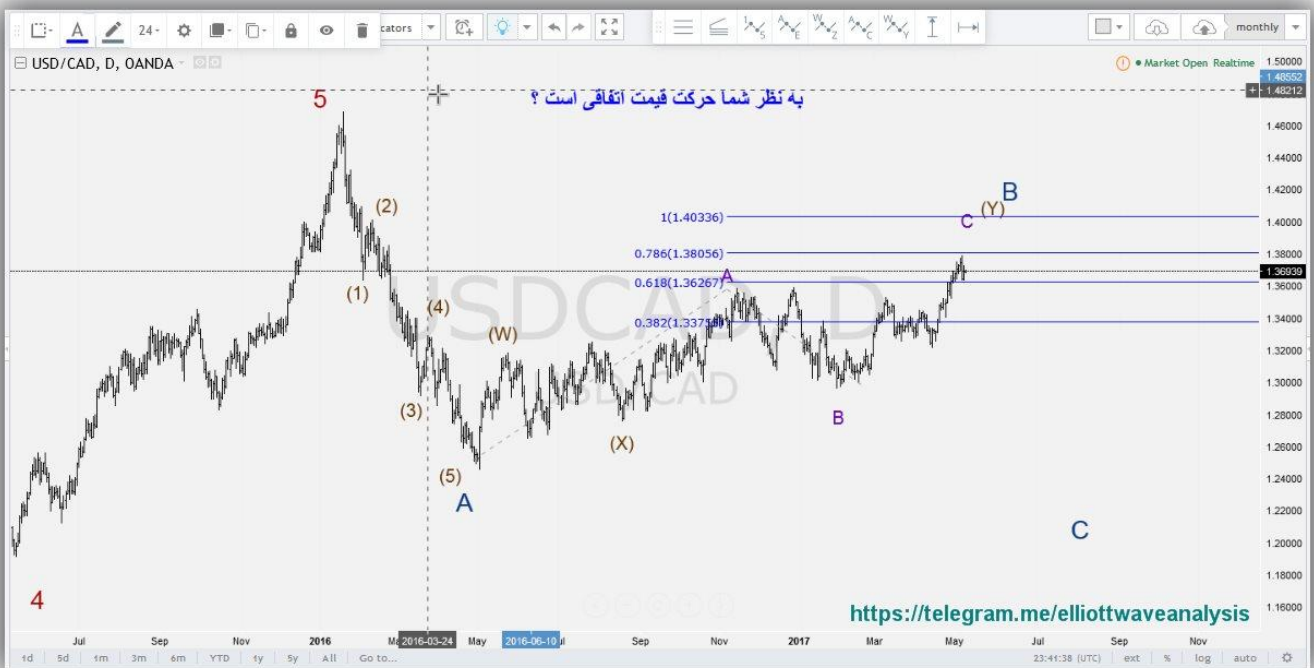 24
cators
monthly
USD/CAD, D, OANDA
Market Open Realtime
به نظر شما حرکت قیمت اتفاقی است ؟
1.50000
1.48552
1.48212
1.46000
1.44000
1.42000
1.40000
1.38000
1.36939
1.36000
1.34000
1.32000
1.30000
1.28000
1.26000
1.24000
1.22000
1.20000
1.18000
1.16000
5
(2)
(1)
(4)
(3)
(W)
(5)
A
(X)
A
B
C
(Y)
B
C
4
1(1.40336)
0.786(1.38056)
0.618(1.36267)
USDCAD, D
USD/CAD
https://telegram.me/elliottwaveanalysis
Jul
Sep
Nov
2016
2016-03-24
May
2016-06-10
Sep
Nov
2017
Mar
May
Jul
Sep
Nov
1d 5d 1m 3m 6m YTD 1y 5y All Go to...
23:41:38 (UTC) ext % log auto